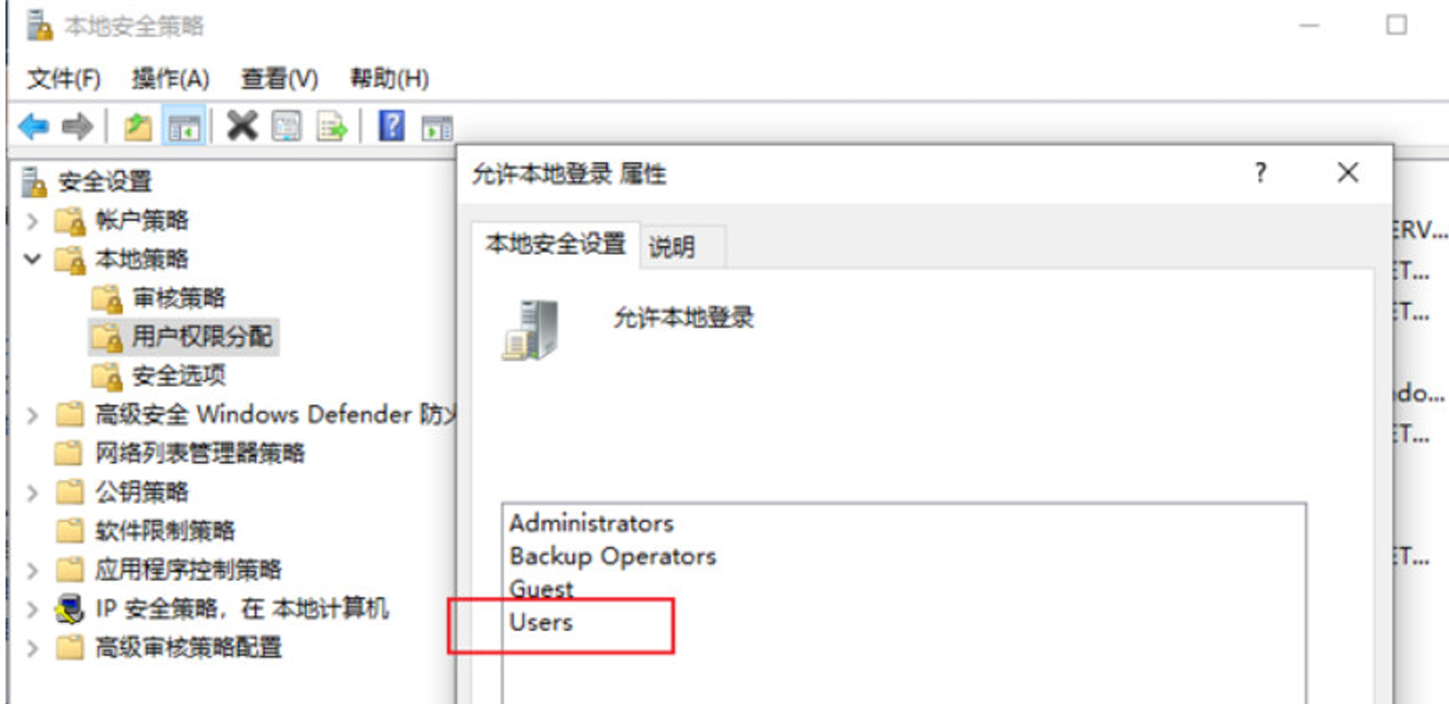 本地安全策略
文件(F) 操作(A) 查看(V) 帮助(H)
安全设置
帐户策略
本地策略
审核策略
用户权限分配
安全选项
高级安全 Windows Defender 防
网络列表管理器策略
公钥策略
软件限制策略
应用程序控制策略
IP 安全策略，在 本地计算机
高级审核策略配置
允许本地登录 属性
?
本地安全设置 说明
允许本地登录
Administrators
Backup Operators
Guest
Users
ERV...
ET...
ET...
do...
ET...
ET...